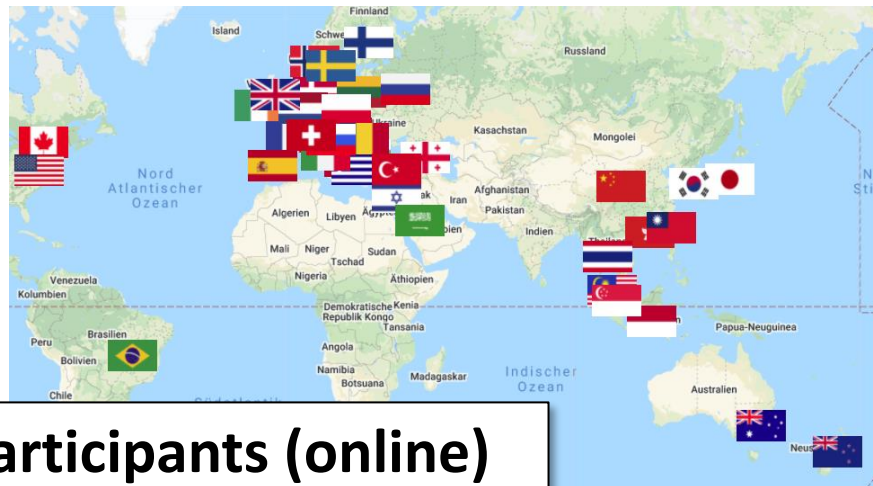 Finnland
Island
Schwe
Russland
Ukraine
Kasachstan
Mongolei
Nord
Atlantischer
Ozean
Afghanistan
Iran
Pakistan
Algerien
Libyen
Indien
Mali
Niger
Sudan
Tschad
Nigeria
Äthiopien
Venezuela
Kolumbien
Demokratische
Republik Kongo
Kenia
Tansania
Papua-Neuguinea
Peru
Brasilien
Bolivien
Angola
Namibia
Botsuana
Madagaskar
Indischer
Ozean
Australien
Chile
Neus
articipants (online)